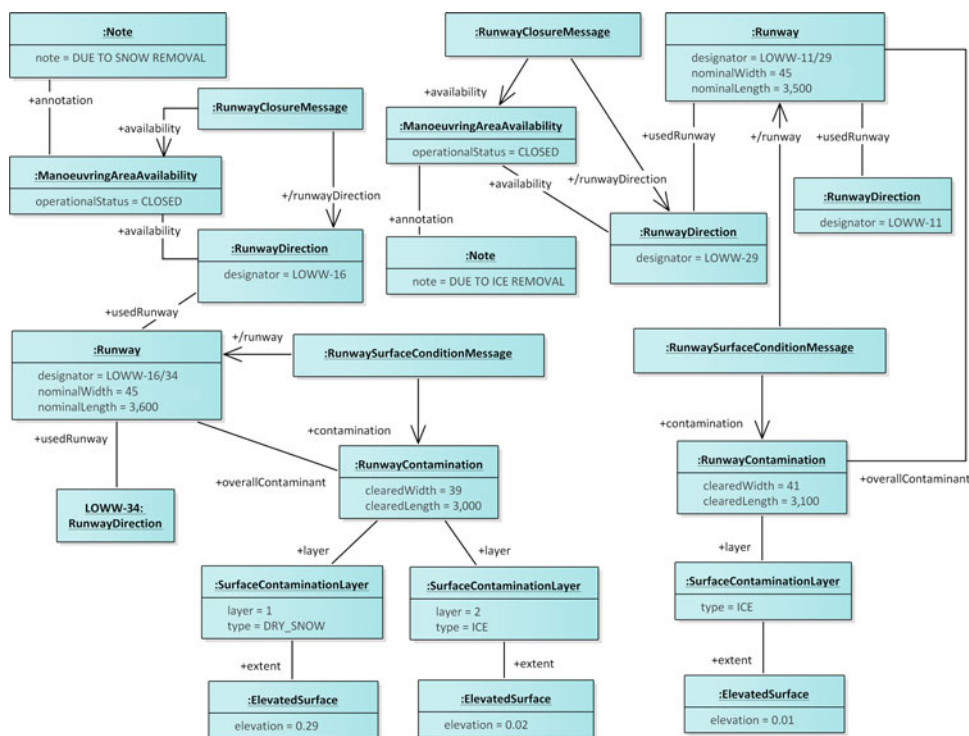 :Note
note = DUE TO SNOW REMOVAL
+annotation
:RunwayClosureMessage
+availability
:ManoeuvringAreaAvailability
operationalStatus = CLOSED
+/runwayDirection
+availability
:RunwayDirection
designator = LOWW-16
+usedRunway
:Runway
designator = LOWW-16/34
nominalWidth = 45
nominalLength = 3,600
+/runway
:RunwaySurfaceConditionMessage
+usedRunway
LOWW-34:
RunwayDirection
+contamination
+overallContaminant
:RunwayContamination
clearedWidth = 39
clearedLength = 3,000
+layer
+layer
:SurfaceContaminationLayer
layer = 1
type = DRY_SNOW
:SurfaceContaminationLayer
layer = 2
type = ICE
+extent
+extent
:ElevatedSurface
elevation = 0.29
:ElevatedSurface
elevation = 0.02
:RunwayClosureMessage
+availability
:ManoeuvringAreaAvailability
operationalStatus = CLOSED
+availability
+/runwayDirection
+annotation
:Note
note = DUE TO ICE REMOVAL
:RunwayDirection
designator = LOWW-29
:Runway
designator = LOWW-11/29
nominalWidth = 45
nominalLength = 3,500
+usedRunway
+/runway
+usedRunway
:RunwayDirection
designator = LOWW-11
:RunwaySurfaceConditionMessage
+contamination
:RunwayContamination
clearedWidth = 41
clearedLength = 3,100
+overallContaminant
+layer
:SurfaceContaminationLayer
type = ICE
+extent
:ElevatedSurface
elevation = 0.01